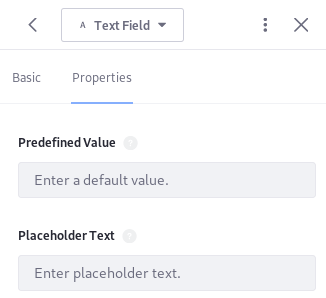 A Text Field
Basic Properties
Predefined Value ?
Enter a default value.
Placeholder Text ?
Enter placeholder text.